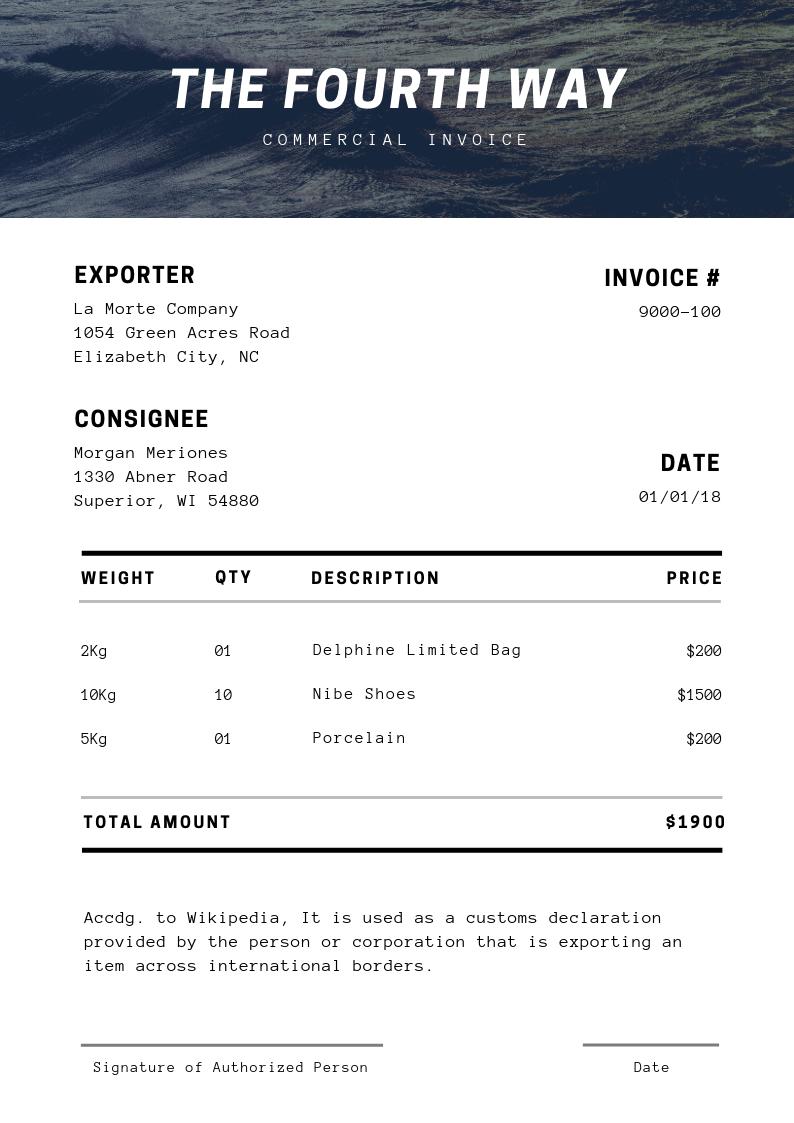 THE FOURTH WAY
COMMERCIAL INVOICE
EXPORTER
La Morte Company
1054 Green Acres Road
Elizabeth City, NC
INVOICE #
9000-100
CONSIGNEE
Morgan Meriones
1330 Abner Road
Superior, WI 54880
DATE
01/01/18
WEIGHT QTY DESCRIPTION PRICE
2Kg 01 Delphine Limited Bag $200
10Kg 10 Nibe Shoes $1500
5Kg 01 Porcelain $200
TOTAL AMOUNT $1900
Accdg. to Wikipedia, It is used as a customs declaration
provided by the person or corporation that is exporting an
item across international borders.
Signature of Authorized Person Date